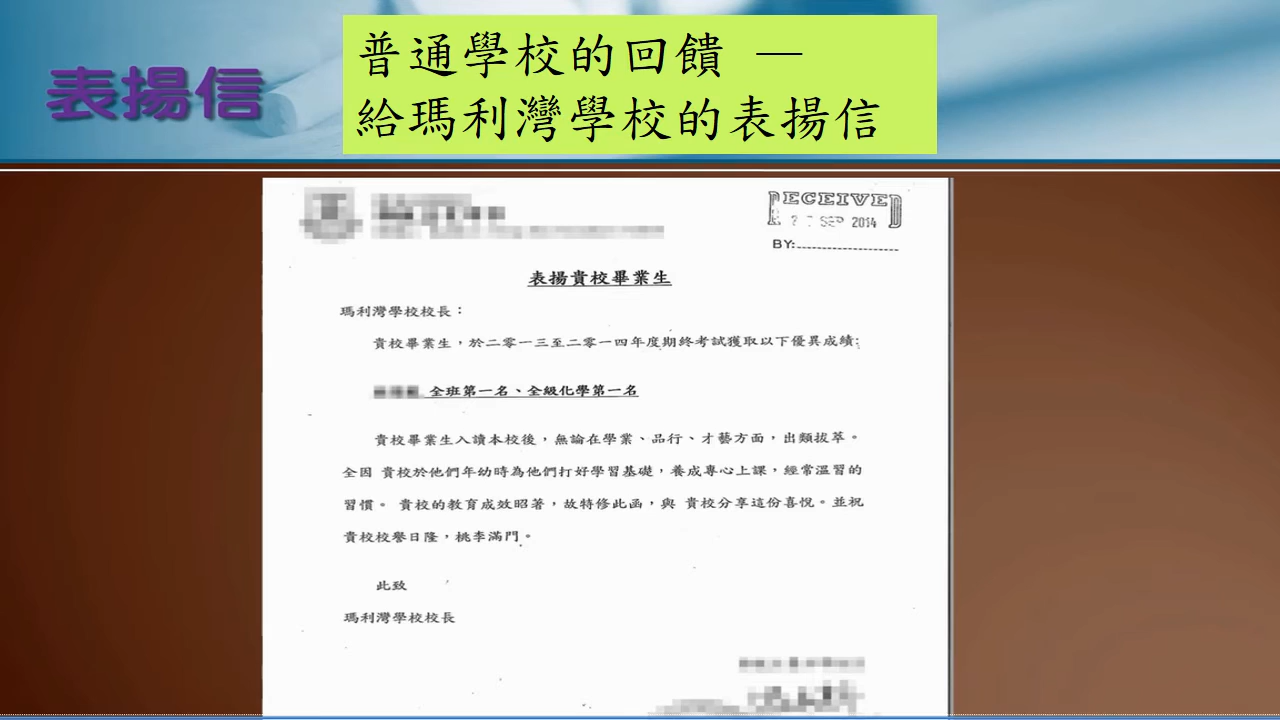 表揚信
普通學校的回饋 —
給瑪利灣學校的表揚信
RECEIVED
2 SEP 2014
BY:
表揚貴校畢業生
瑪利灣學校校長：
貴校畢業生，於二零一三至二零一四年度期終考試獲取以下優異成績:
全班第一名、全級化學第一名
貴校畢業生入讀本校後，無論在學業、品行、才藝方面，出類拔萃。
全因 貴校於他們年幼時為他們打好學習基礎，養成專心上課，經常溫習的
習慣。 貴校的教育成效昭著，故特修此函，與 貴校分享這份喜悅。並祝
貴校校譽日隆，桃李滿門。
此致
瑪利灣學校校長